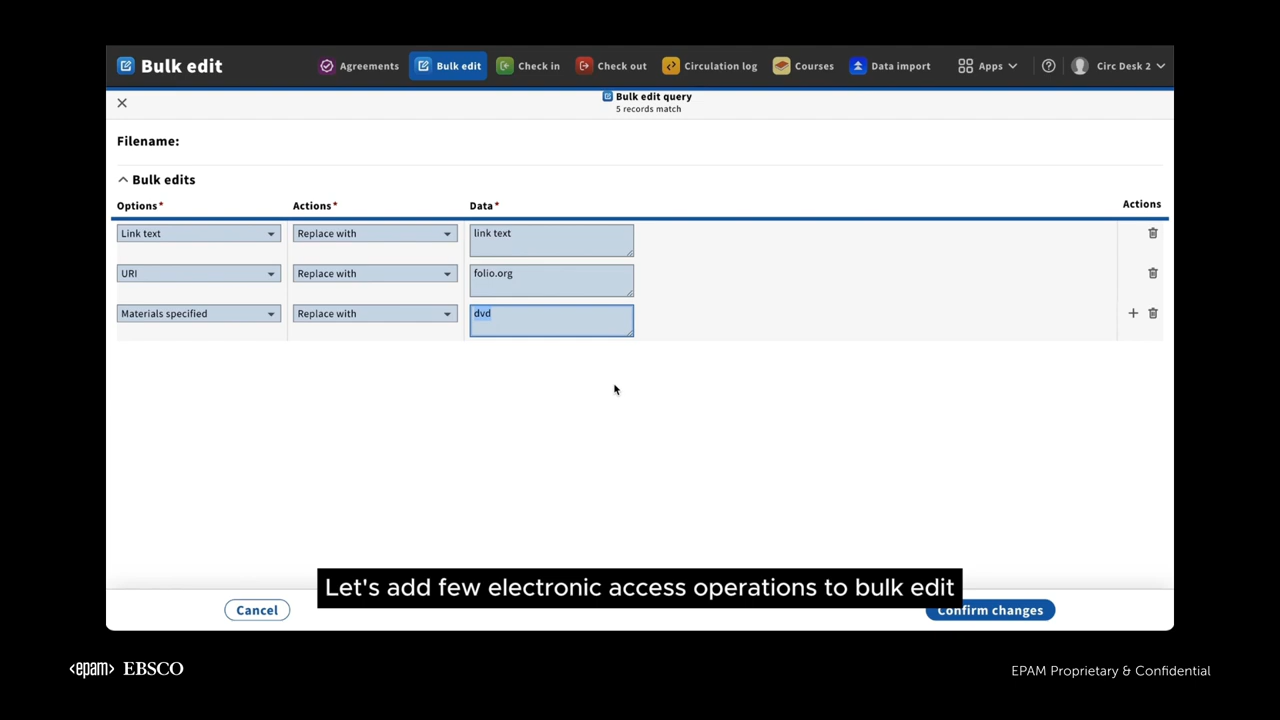 Bulk edit
Agreements
Bulk edit
Check in
Check out
Circulation log
Courses
Data import
Apps
Circ Desk 2
Bulk edit query
5 records match
Filename:
Bulk edits
Options*
Actions*
Data*
Actions
Link text
Replace with
link text
URI
Replace with
folio.org
Materials specified
Replace with
dvd
Let's add few electronic access operations to bulk edit
Cancel
Confirm changes
<epam> EBSCO
EPAM Proprietary & Confidential